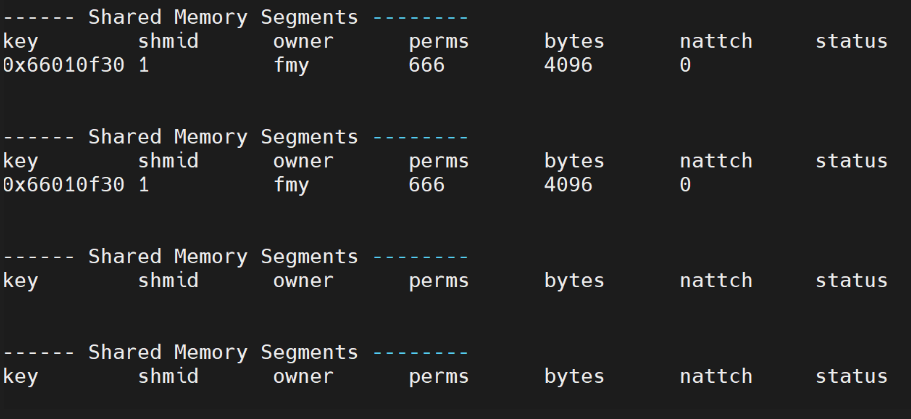 ------ Shared Memory Segments --------
key        shmid      owner      perms      bytes      nattch     status
0x66010f30 1          fmy        666        4096       0
------ Shared Memory Segments --------
key        shmid      owner      perms      bytes      nattch     status
0x66010f30 1          fmy        666        4096       0
------ Shared Memory Segments --------
key        shmid      owner      perms      bytes      nattch     status
------ Shared Memory Segments --------
key        shmid      owner      perms      bytes      nattch     status